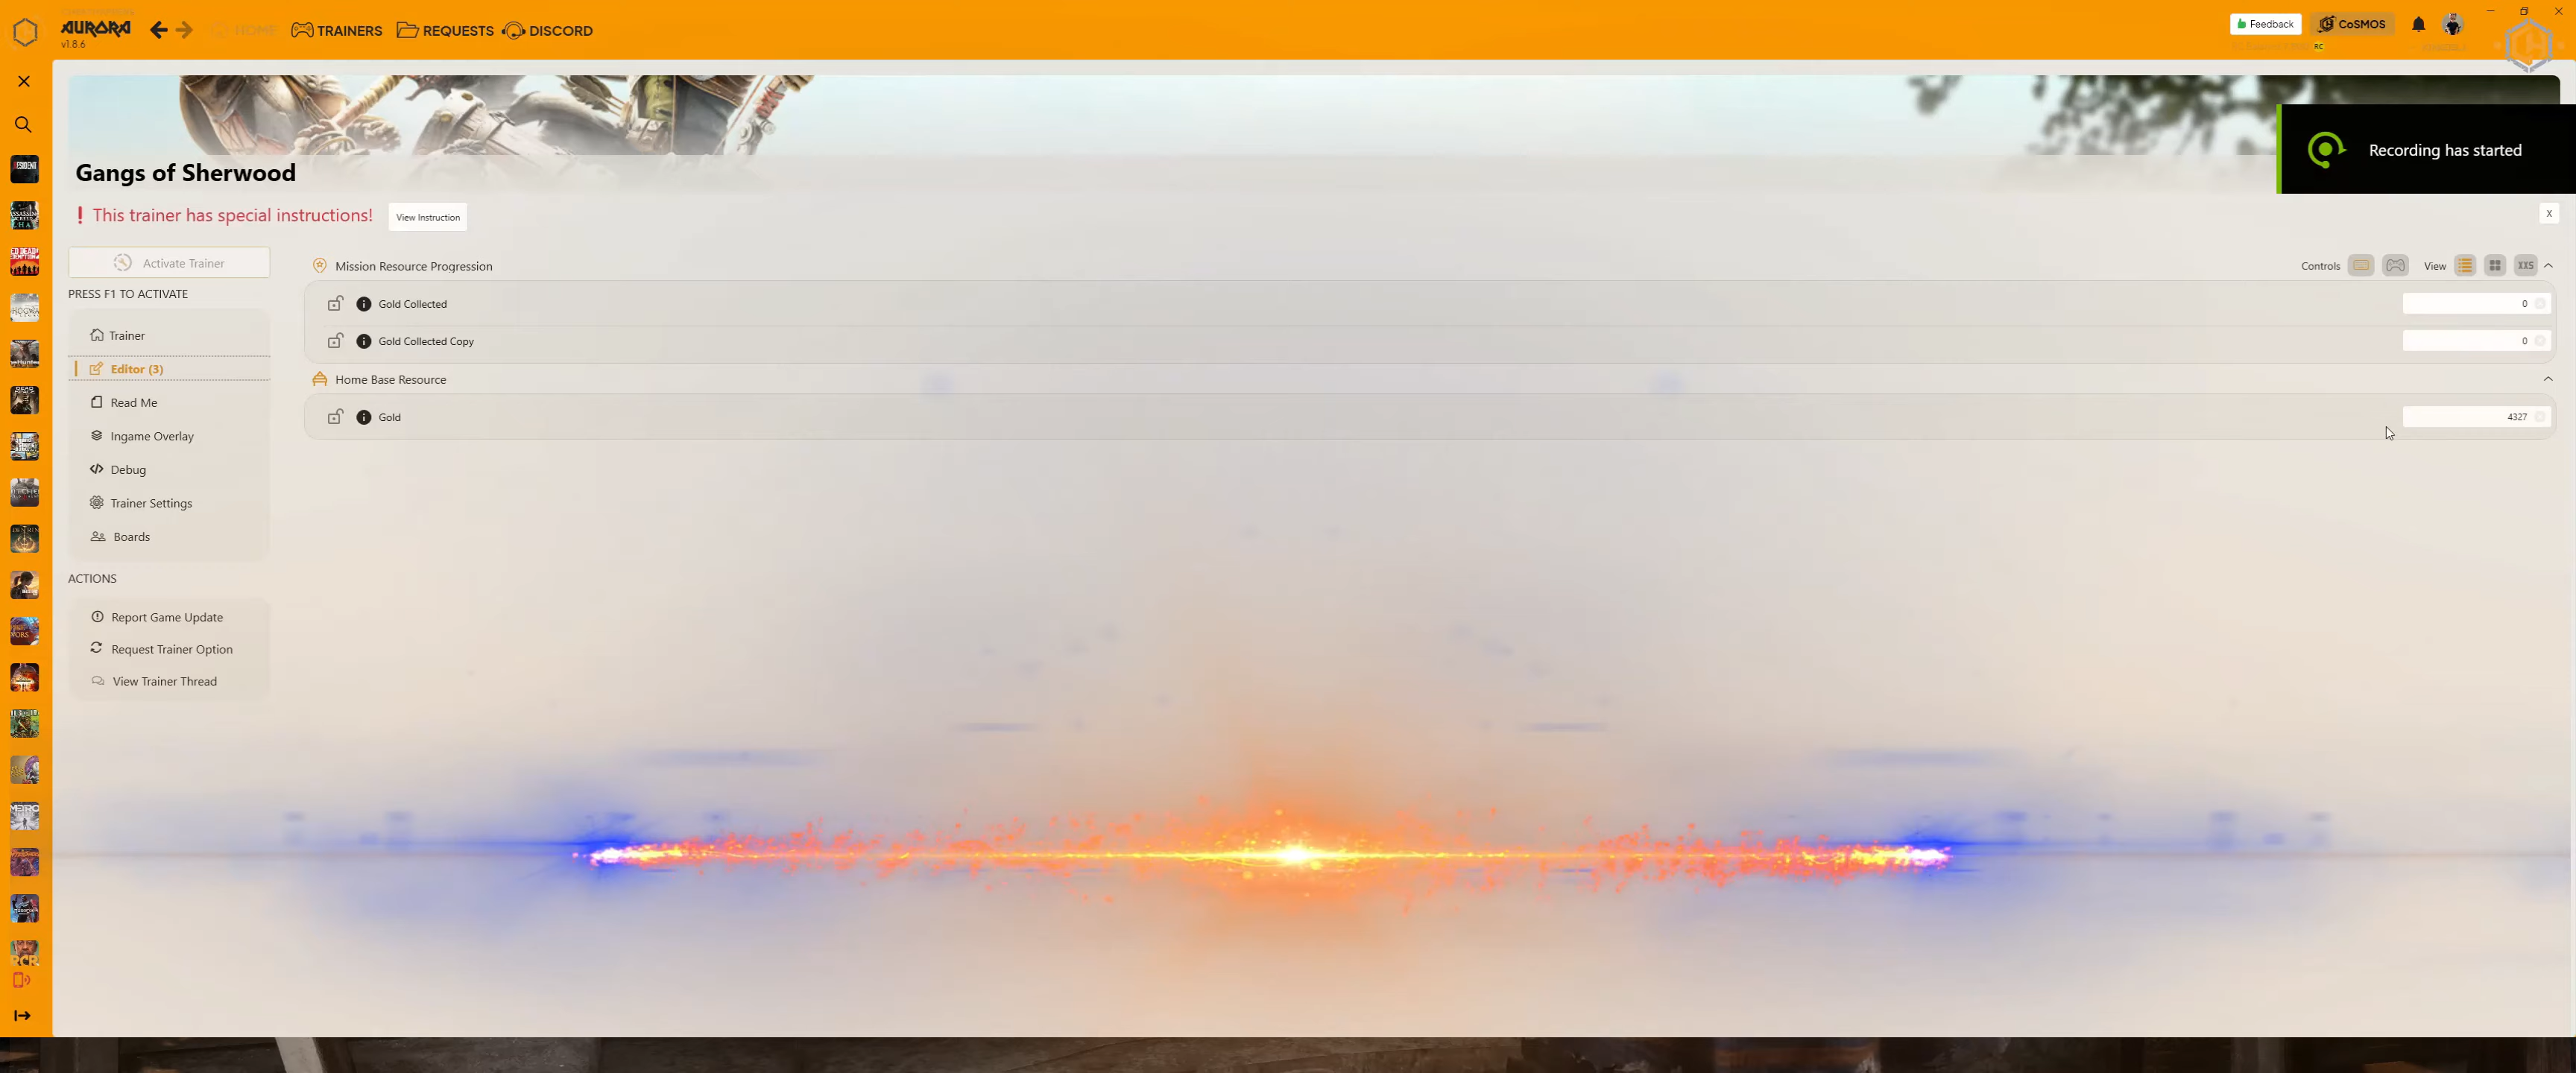 AURORA
v1.8.6
HOME
TRAINERS
REQUESTS
DISCORD
Feedback
CoSMOS
RC
Recording has started
Gangs of Sherwood
! This trainer has special instructions!
View Instruction
X
Activate Trainer
PRESS F1 TO ACTIVATE
Trainer
Editor (3)
Read Me
Ingame Overlay
Debug
Trainer Settings
Boards
ACTIONS
Report Game Update
Request Trainer Option
View Trainer Thread
Mission Resource Progression
Controls
View
XXS
Gold Collected
0
Gold Collected Copy
0
Home Base Resource
Gold
4327